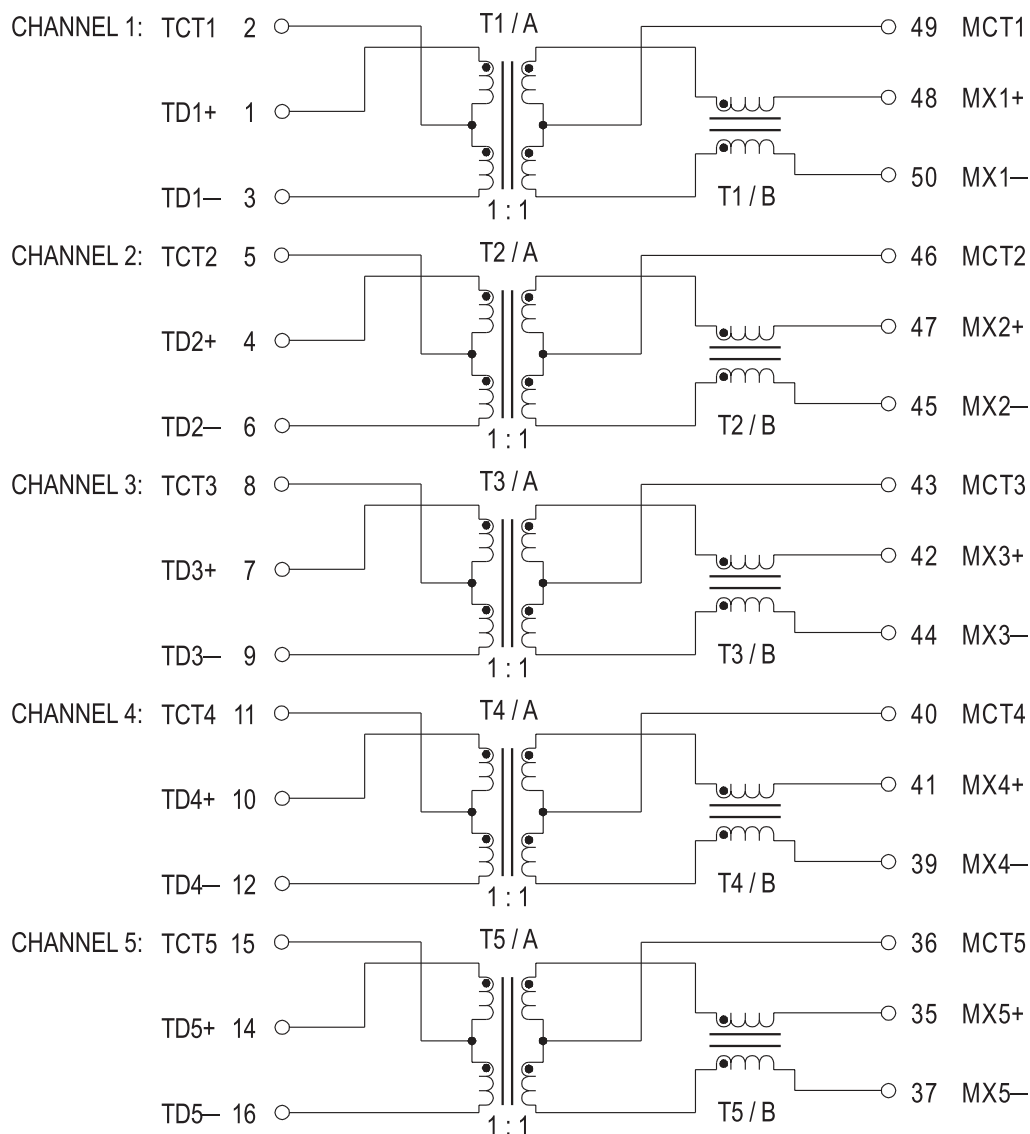 CHANNEL 1: TCT1 2 T1 / A 49 MCT1
TD1+ 1 48 MX1+
TD1— 3 50 MX1—
1 : 1 T1 / B
CHANNEL 2: TCT2 5 T2 / A 46 MCT2
TD2+ 4 47 MX2+
TD2— 6 45 MX2—
1 : 1 T2 / B
CHANNEL 3: TCT3 8 T3 / A 43 MCT3
TD3+ 7 42 MX3+
TD3— 9 44 MX3—
1 : 1 T3 / B
CHANNEL 4: TCT4 11 T4 / A 40 MCT4
TD4+ 10 41 MX4+
TD4— 12 39 MX4—
1 : 1 T4 / B
CHANNEL 5: TCT5 15 T5 / A 36 MCT5
TD5+ 14 35 MX5+
TD5— 16 37 MX5—
1 : 1 T5 / B